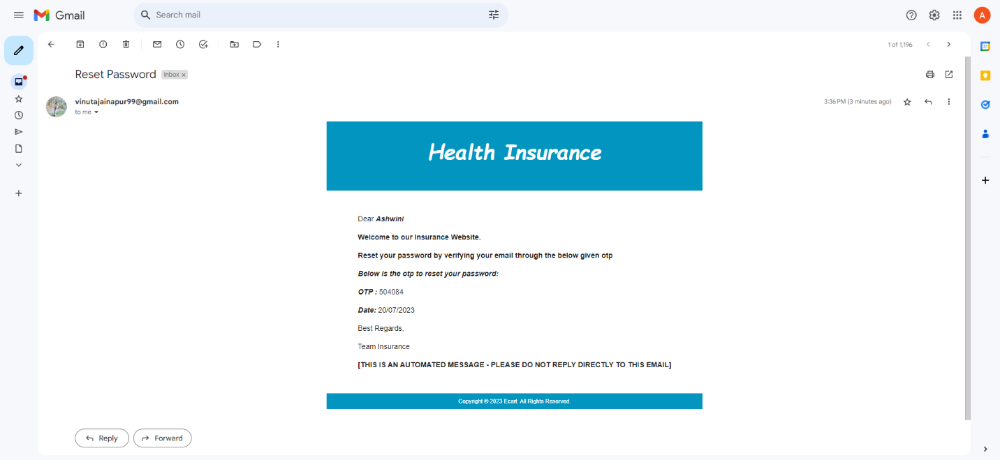 Gmail
Search mail
A
1 of 1,196
Reset Password Inbox x
vinutajainapur99@gmail.com
3:36 PM (3 minutes ago)
to me
Health Insurance
Dear Ashwini
Welcome to our Insurance Website.
Reset your password by verifying your email through the below given otp
Below is the otp to reset your password:
OTP : 504084
Date: 20/07/2023
Best Regards,
Team Insurance
[THIS IS AN AUTOMATED MESSAGE - PLEASE DO NOT REPLY DIRECTLY TO THIS EMAIL]
Copyright © 2023 Ecart. All Rights Reserved.
Reply
Forward